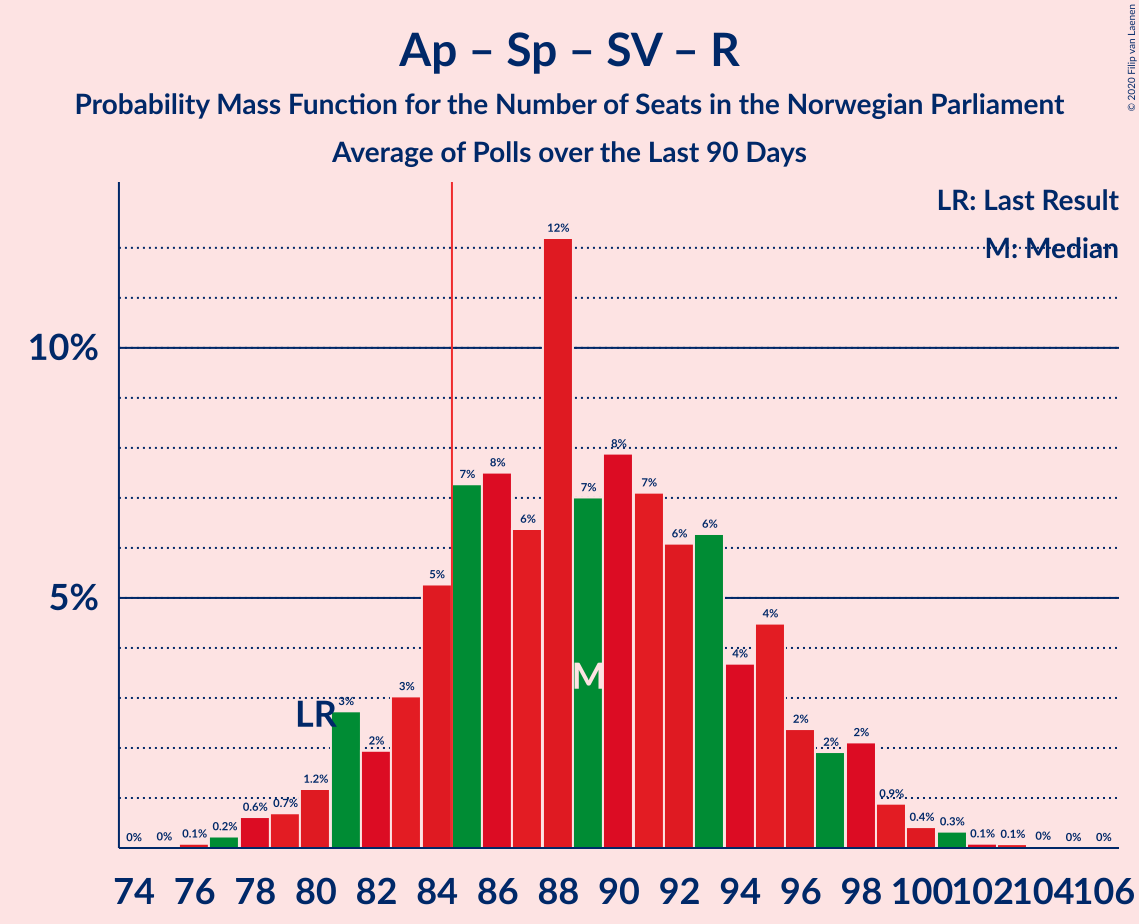 Ap – Sp – SV – R
Probability Mass Function for the Number of Seats in the Norwegian Parliament
Average of Polls over the Last 90 Days
© 2020 Filip van Laenen
LR: Last Result
M: Median
10%
5%
0% 0% 0.1% 0.2% 0.6% 0.7% 1.2% 3% 2% 3% 5% 7% 8% 6% 12% 7% 8% 7% 6% 6% 4% 4% 2% 2% 2% 0.9% 0.4% 0.3% 0.1% 0.1% 0% 0% 0%
LR
M
74 76 78 80 82 84 86 88 90 92 94 96 98 100 102 104 106